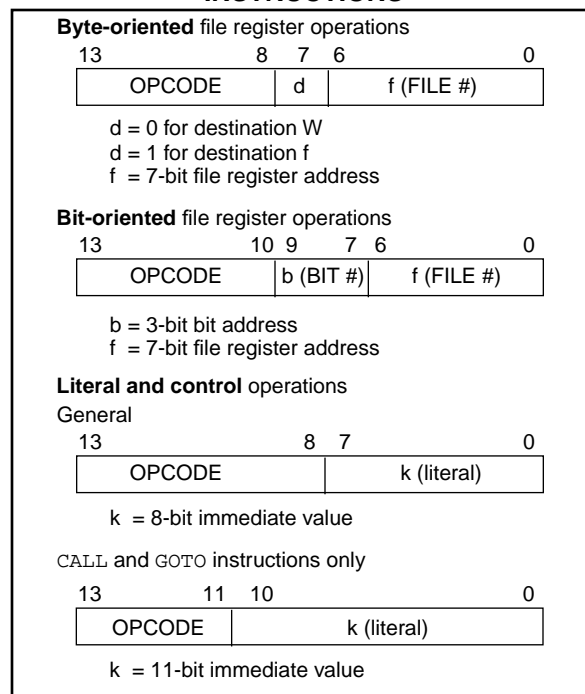 INSTRUCTIONS
Byte-oriented file register operations
13 8 7 6 0
OPCODE d f (FILE #)
d = 0 for destination W
d = 1 for destination f
f = 7-bit file register address
Bit-oriented file register operations
13 10 9 7 6 0
OPCODE b (BIT #) f (FILE #)
b = 3-bit bit address
f = 7-bit file register address
Literal and control operations
General
13 8 7 0
OPCODE k (literal)
k = 8-bit immediate value
CALL and GOTO instructions only
13 11 10 0
OPCODE k (literal)
k = 11-bit immediate value